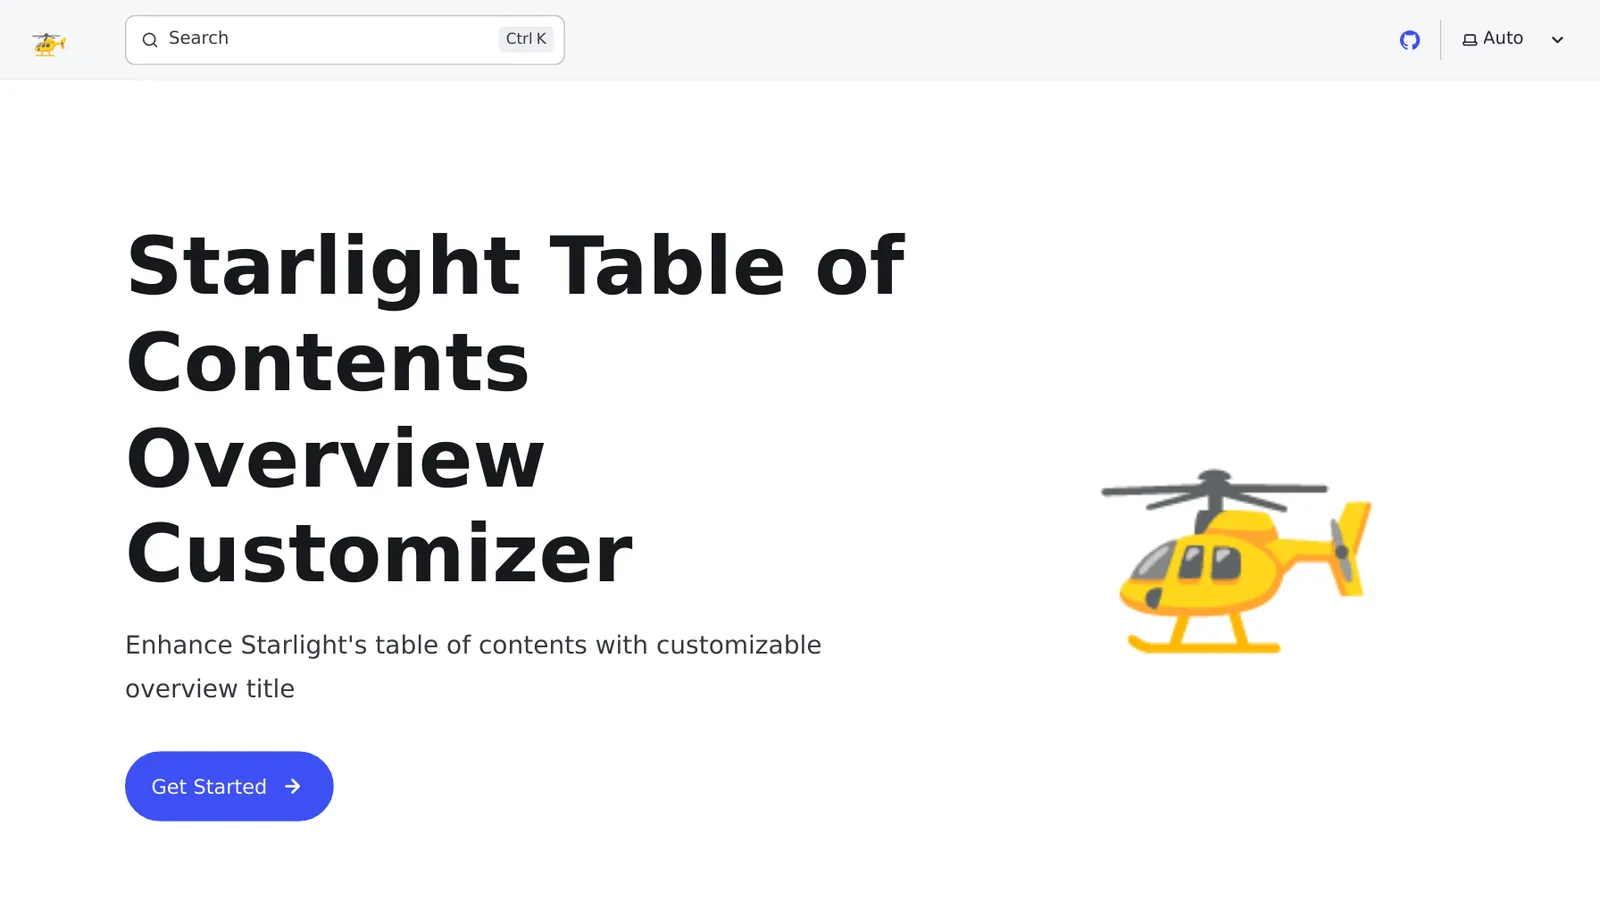 Search
Ctrl K
Auto
Starlight Table of
Contents
Overview
Customizer
Enhance Starlight's table of contents with customizable
overview title
Get Started